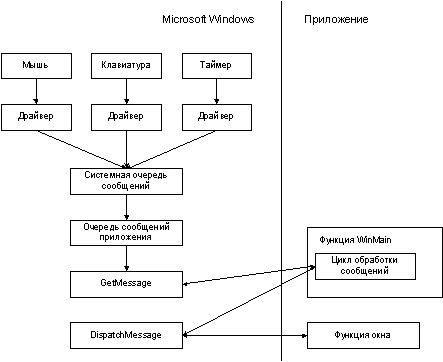 Microsoft Windows
Приложение
Мышь
Клавиатура
Таймер
Драйвер
Драйвер
Драйвер
Системная очередь
сообщений
Очередь сообщений
приложения
Функция WinMain
Цикл обработки
сообщений
GetMessage
DispatchMessage
Функция окна